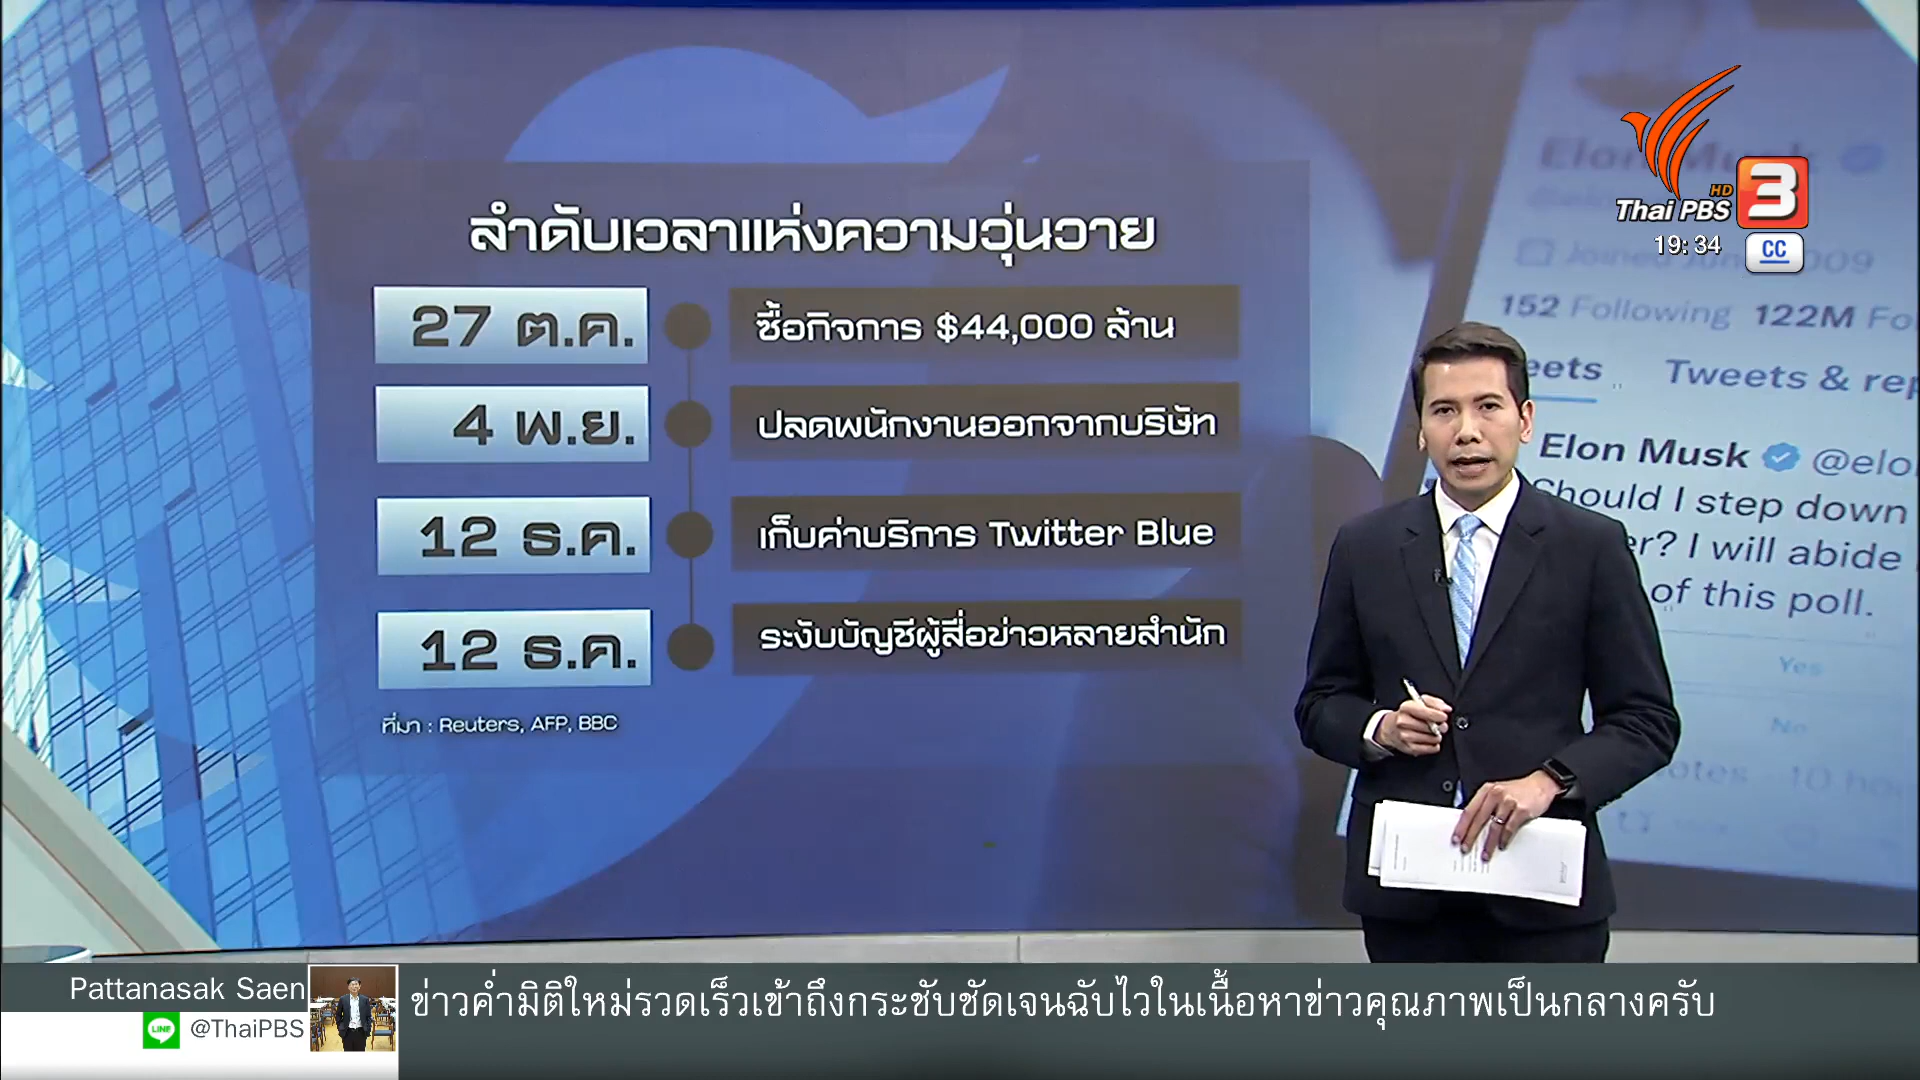 ลำดับเวลาแห่งความวุ่นวาย
27 ต.ค.
ซื้อกิจการ $44,000 ล้าน
4 พ.ย.
ปลดพนักงานออกจากบริษัท
12 ธ.ค.
เก็บค่าบริการ Twitter Blue
12 ธ.ค.
ระงับบัญชีผู้สื่อข่าวหลายสำนัก
ที่มา : Reuters, AFP, BBC
Elon Musk
Thai PBS HD 3
19:34 CC
Joined 2009
152 Following 122M
Tweets & rep
Elon Musk @elo
Should I step down
I will abide
of this poll.
Yes
No
Pattanasak Saen
LINE @ThaiPBS
ข่าวค่ำมิติใหม่รวดเร็วเข้าถึงกระชับชัดเจนฉับไวในเนื้อหาข่าวคุณภาพเป็นกลางครับ